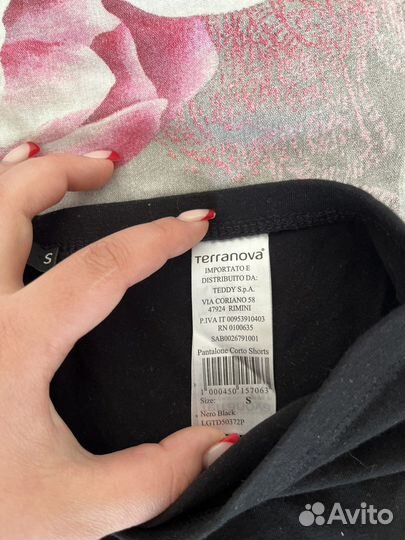 S
Terranova®
IMPORTATO E
DISTRIBUITO DA:
TEDDY S.p.A.
VIA CORIANO 58
47924 RIMINI
P.IVA IT 00953910403
RN 0100635
SAB0026791001
Pantalone Corto Shorts
1 000450 157063
Size: S
Nero Black
LGTD50372P
Avito